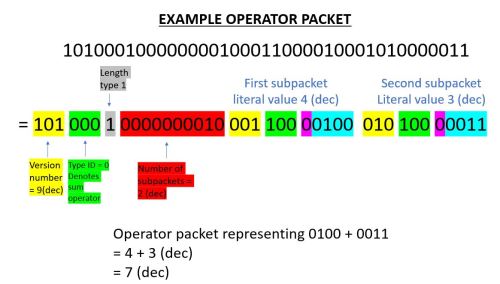 EXAMPLE OPERATOR PACKET
101000100000000100011000010001010000011
Length
type 1
First subpacket
literal value 4 (dec)
Second subpacket
Literal value 3 (dec)
= 101 000 1 0000000010 001 100 00100 010 100 00011
Version
number
= 9(dec)
Type ID = 0
Denotes
sum
operator
Number of
subpackets =
2 (dec)
Operator packet representing 0100 + 0011
= 4 + 3 (dec)
= 7 (dec)